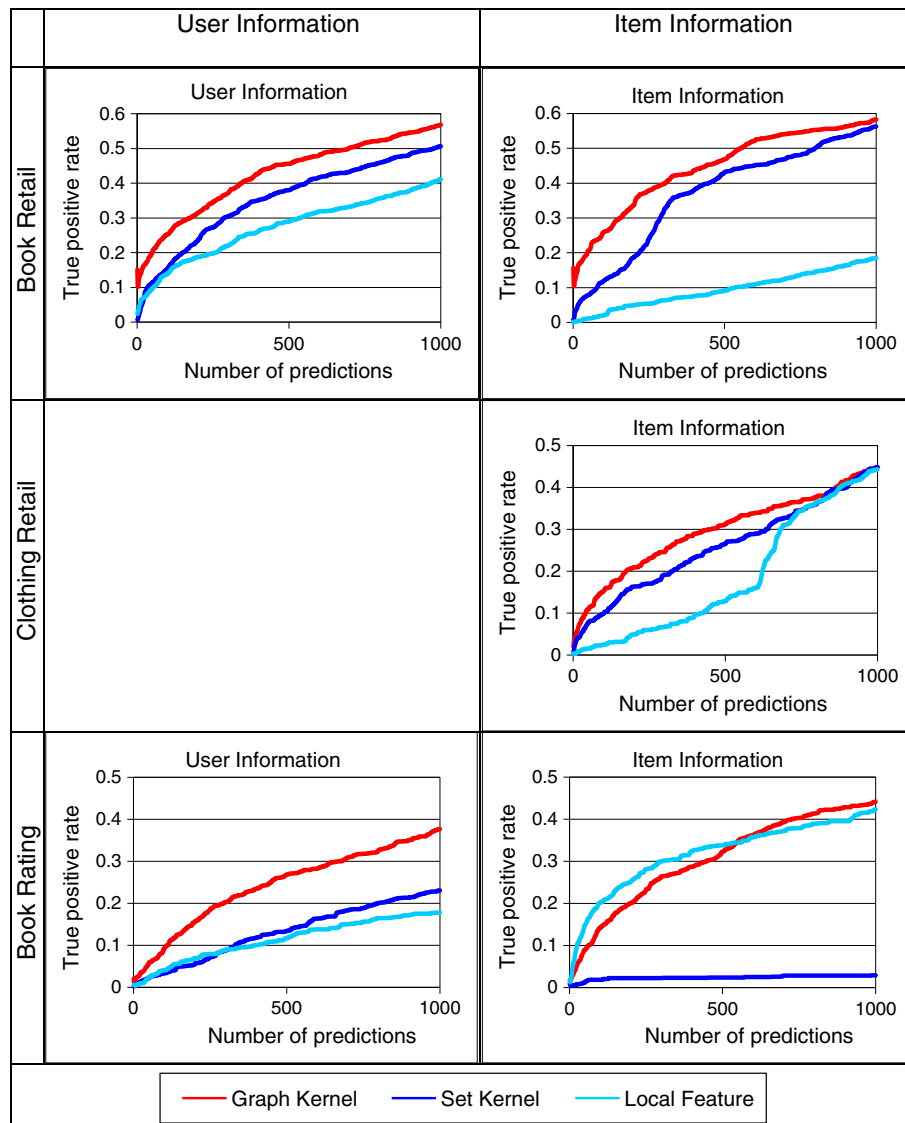 User Information
Item Information
Book Retail
User Information
True positive rate
0.6
0.5
0.4
0.3
0.2
0.1
0
0
500
1000
Number of predictions
Item Information
True positive rate
0.6
0.5
0.4
0.3
0.2
0.1
0
0
500
1000
Number of predictions
Clothing Retail
Item Information
True positive rate
0.5
0.4
0.3
0.2
0.1
0
0
500
1000
Number of predictions
Book Rating
User Information
True positive rate
0.5
0.4
0.3
0.2
0.1
0
0
500
1000
Number of predictions
Item Information
True positive rate
0.5
0.4
0.3
0.2
0.1
0
0
500
1000
Number of predictions
Graph Kernel
Set Kernel
Local Feature